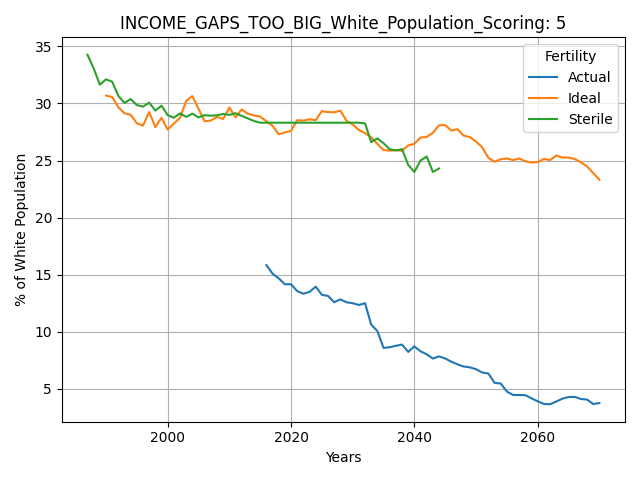 INCOME_GAPS_TOO_BIG_White_Population_Scoring: 5
Fertility
Actual
Ideal
Sterile
% of White Population
35
30
25
20
15
10
5
2000
2020
2040
2060
Years